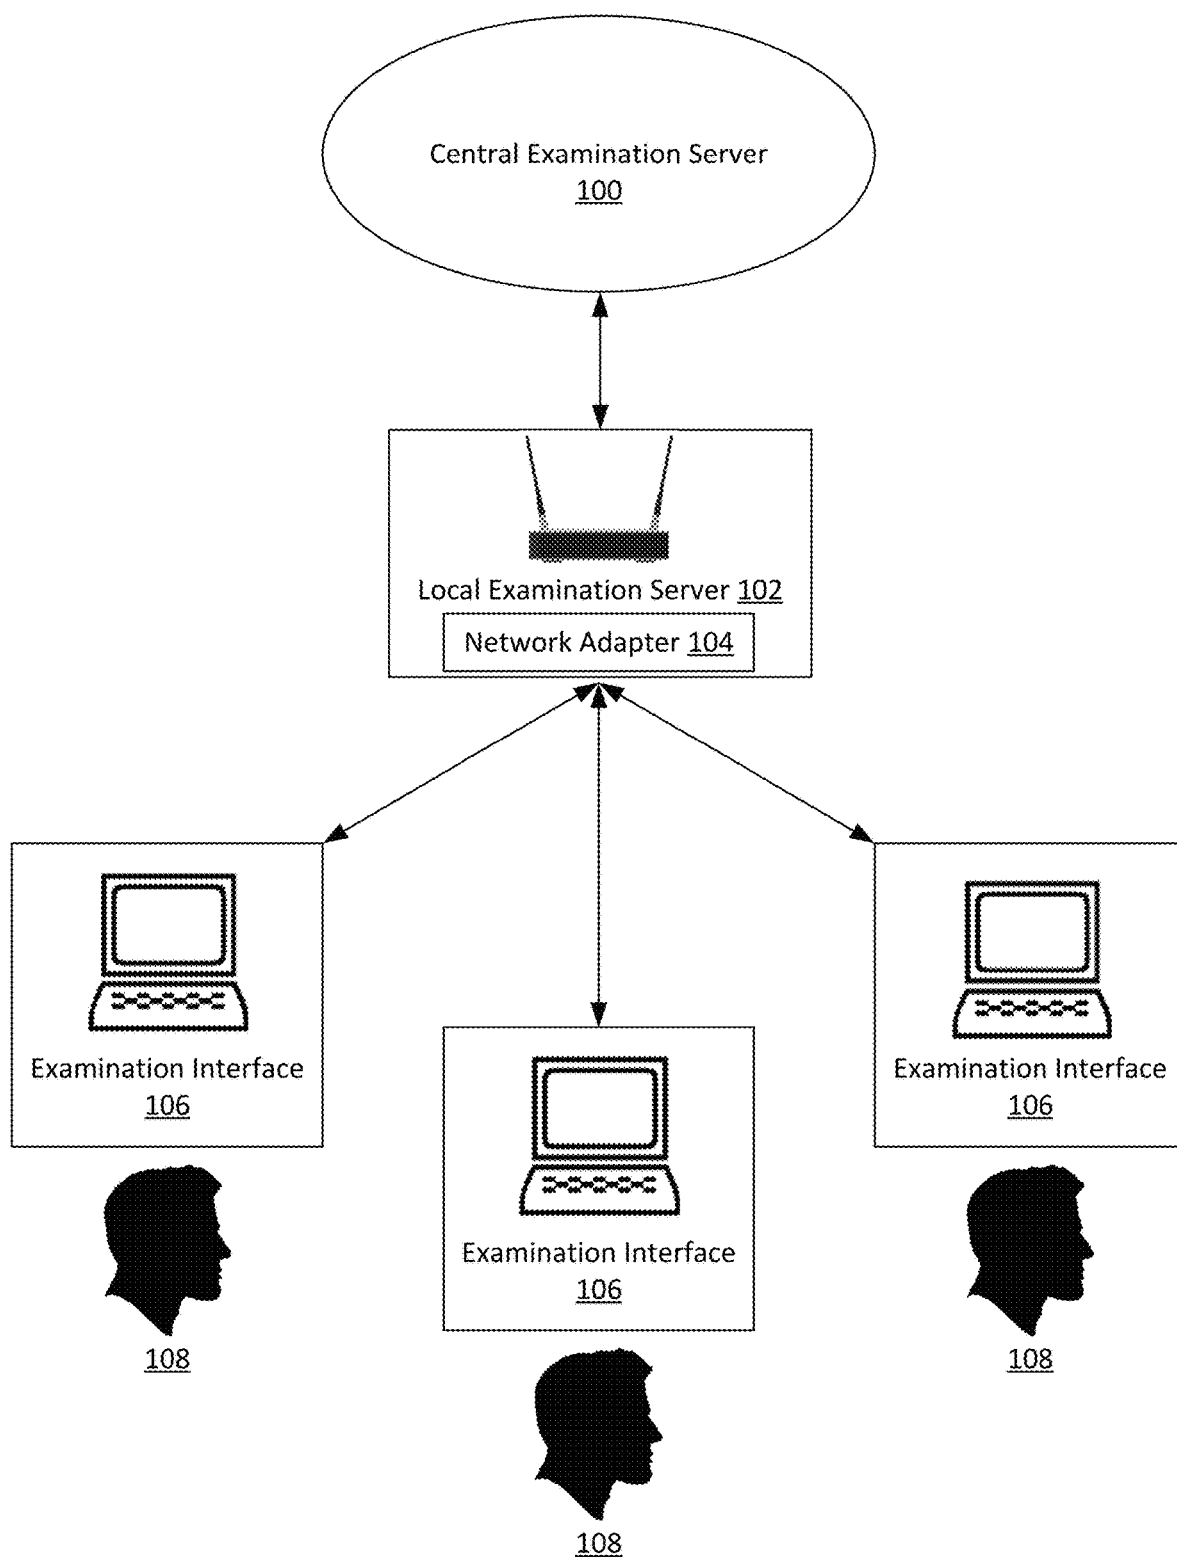 Central Examination Server
100
Local Examination Server 102
Network Adapter 104
Examination Interface
106
108
Examination Interface
106
108
Examination Interface
106
108